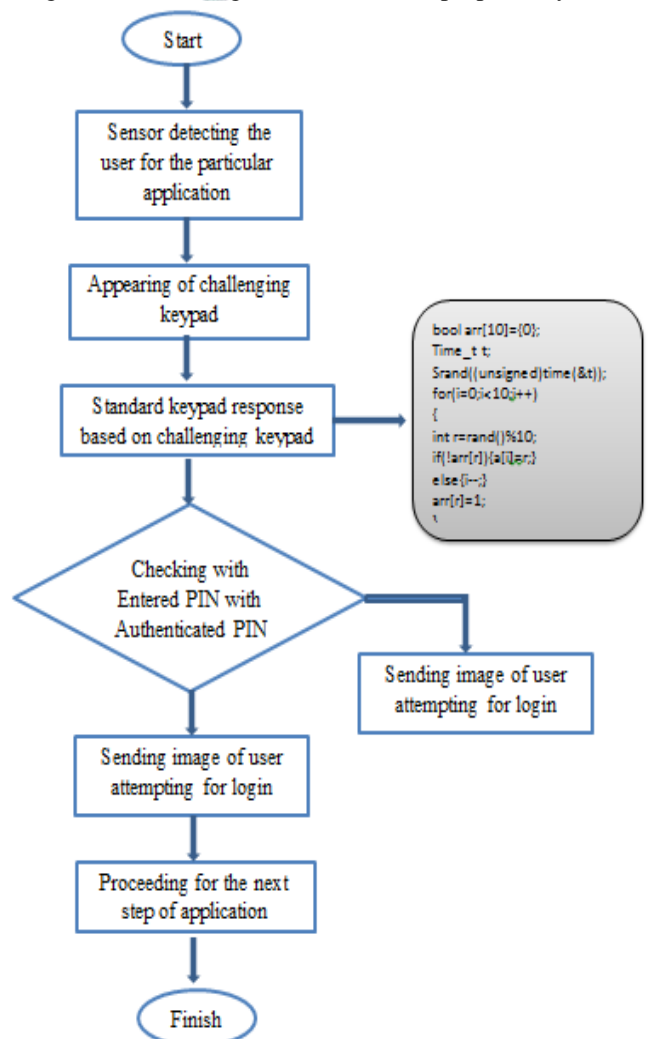 Start
Sensor detecting the
user for the particular
application
Appearing of challenging
keypad
Standard keypad response
based on challenging keypad
bool arr[10]={0};
Time_t t;
Srand((unsigned)time(&t));
for(i=0;i<10;i++)
{
int r=rand()%10;
if(!arr[r]){a[i]=r;}
else{i--;}
arr[r]=1;
Checking with
Entered PIN with
Authenticated PIN
Sending image of user
attempting for login
Sending image of user
attempting for login
Proceeding for the next
step of application
Finish